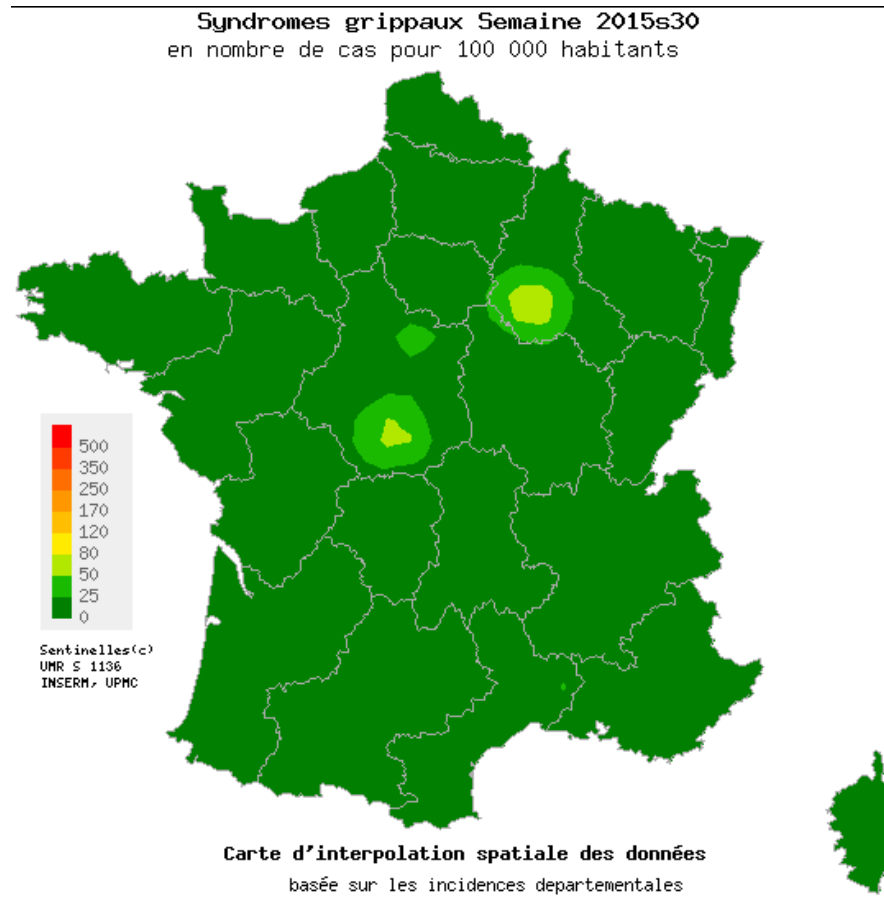 Syndromes grippaux Semaine 2015s30
en nombre de cas pour 100 000 habitants
500
350
250
170
120
80
50
25
0
Sentinelles(c)
UMR S 1136
INSERM, UPMC
Carte d'interpolation spatiale des données
basée sur les incidences departementales